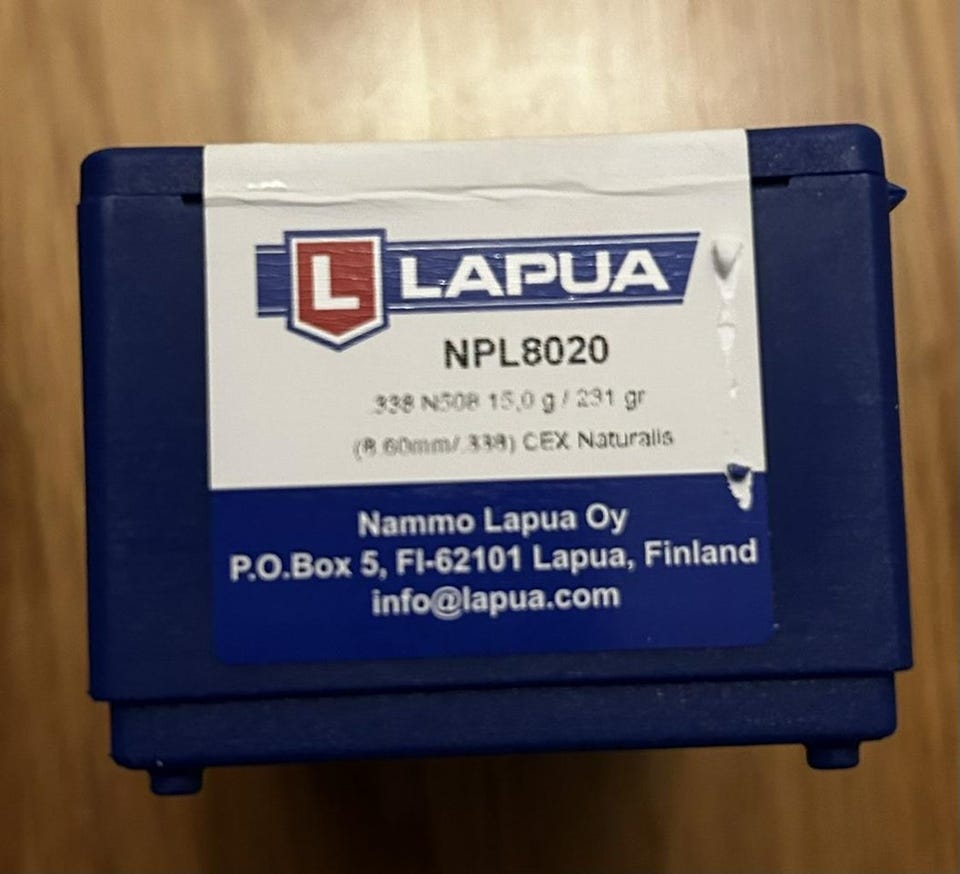 L LAPUA
NPL8020
.338 N508 15,0 g / 231 gr
(8.60mm/.338) CEX Naturalis
Nammo Lapua Oy
P.O.Box 5, FI-62101 Lapua, Finland
info@lapua.com